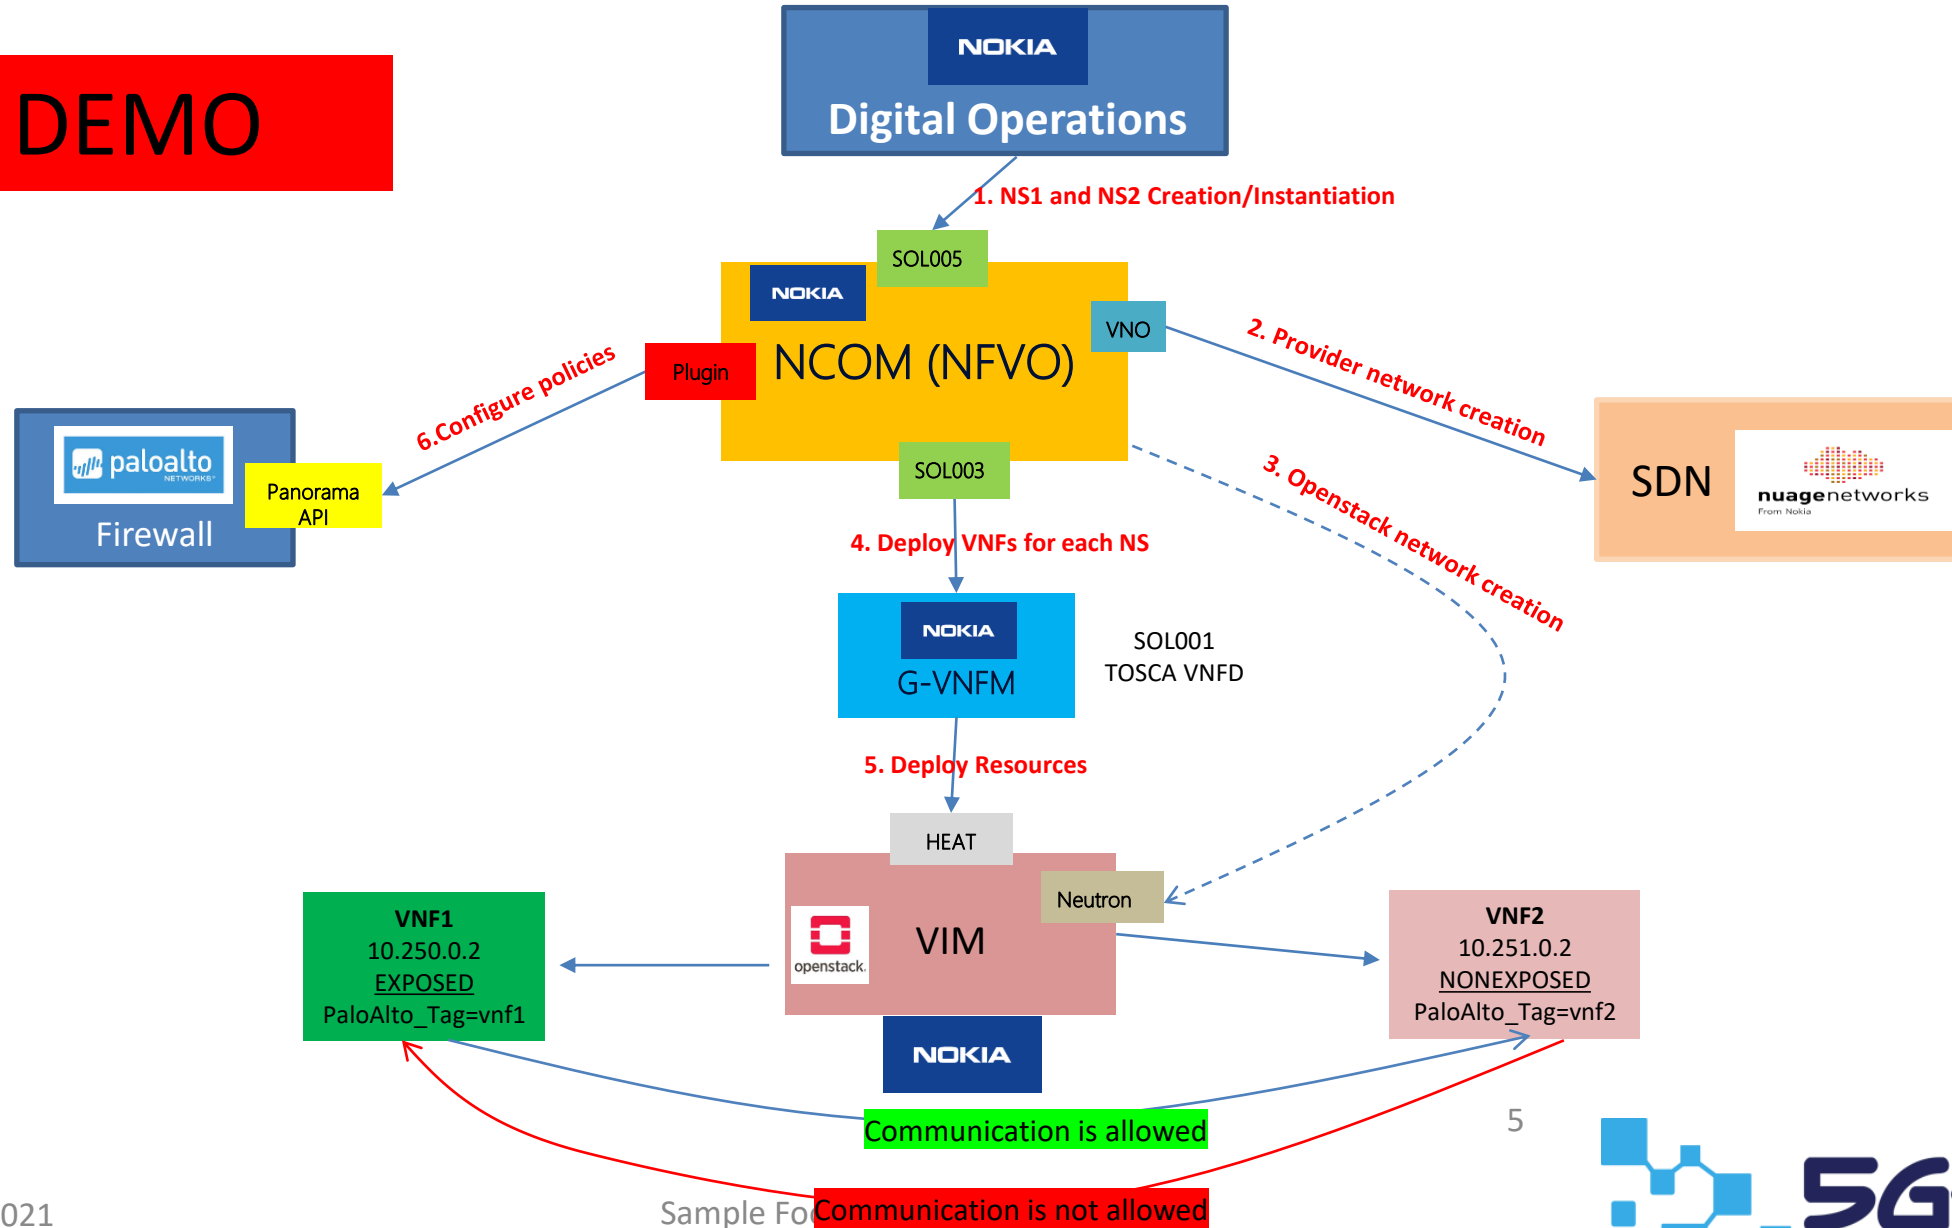 DEMO
NOKIA
Digital Operations
1. NS1 and NS2 Creation/Instantiation
SOL005
NOKIA
VNO
NCOM (NFVO)
Plugin
2. Provider network creation
6.Configure policies
paloalto
NETWORKS
Firewall
Panorama
API
SOL003
3. Openstack network creation
SDN
nuagenetworks
From Nokia
4. Deploy VNFs for each NS
NOKIA
G-VNFM
SOL001
TOSCA VNFD
5. Deploy Resources
HEAT
Neutron
VIM
openstack.
NOKIA
VNF1
10.250.0.2
EXPOSED
PaloAlto_Tag=vnf1
VNF2
10.251.0.2
NONEXPOSED
PaloAlto_Tag=vnf2
Communication is allowed
Communication is not allowed
5
021
Sample
5G